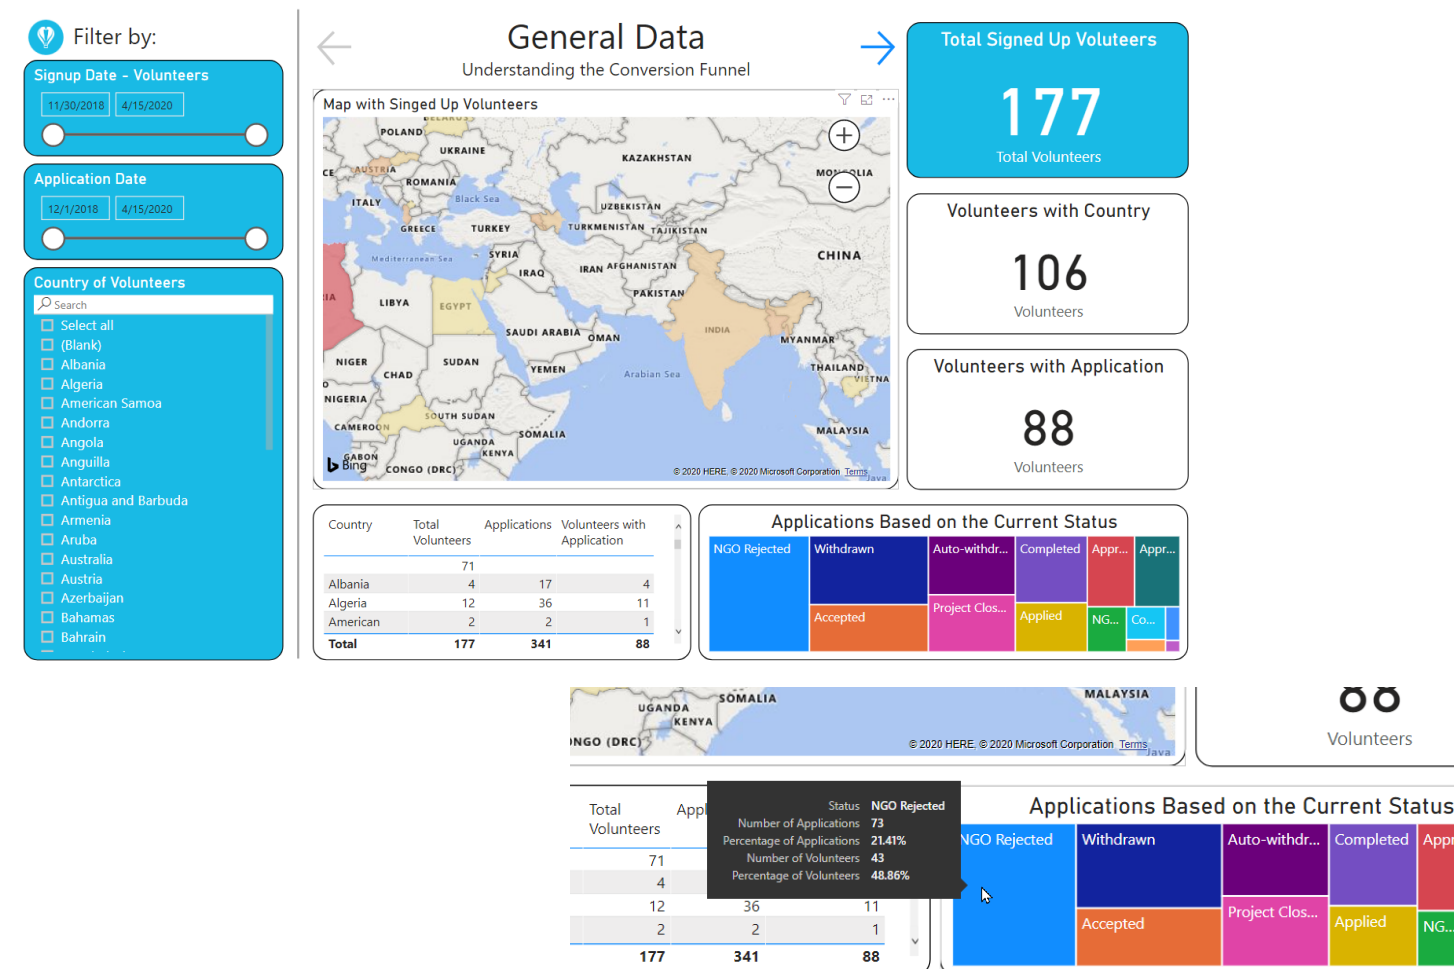 Filter by:
Signup Date - Volunteers
11/30/2018
4/15/2020
Application Date
12/1/2018
4/15/2020
Country of Volunteers
Search
Select all
(Blank)
Albania
Algeria
American Samoa
Andorra
Angola
Anguilla
Antarctica
Antigua and Barbuda
Armenia
Aruba
Australia
Austria
Azerbaijan
Bahamas
Bahrain
General Data
Understanding the Conversion Funnel
Map with Singed Up Volunteers
BELARUS
POLAND
UKRAINE
KAZAKHSTAN
CE
AUSTRIA
MONGOLIA
ROMANIA
ITALY
Black Sea
UZBEKISTAN
GREECE
TURKEY
TURKMENISTAN
TAJIKISTAN
Mediterranean Sea
SYRIA
CHINA
IRAQ
IRAN
AFGHANISTAN
IA
LIBYA
EGYPT
PAKISTAN
SAUDI ARABIA
OMAN
INDIA
MYANMAR
NIGER
SUDAN
CHAD
YEMEN
Arabian Sea
THAILAND
VIETNA
NIGERIA
SOUTH SUDAN
CAMEROON
SOMALIA
UGANDA
MALAYSIA
GABON
KENYA
Bing
CONGO (DRC)
© 2020 HERE, © 2020 Microsoft Corporation Terms
Java
Total Signed Up Voluteers
177
Total Volunteers
Volunteers with Country
106
Volunteers
Volunteers with Application
88
Volunteers
Country Total Volunteers Applications Volunteers with Application
71
Albania 4 17 4
Algeria 12 36 11
American 2 2 1
Total 177 341 88
Applications Based on the Current Status
NGO Rejected
Withdrawn
Auto-withdr...
Completed
Appr...
Appr...
Accepted
Project Clos...
Applied
NG...
Co...
SOMALIA
UGANDA
KENYA
NGO (DRC)
MALAYSIA
© 2020 HERE, © 2020 Microsoft Corporation Terms
Java
88
Volunteers
Total
Volunteers
Appl
Status NGO Rejected
Number of Applications 73
Percentage of Applications 21.41%
Number of Volunteers 43
Percentage of Volunteers 48.86%
71
4
12 36 11
2 2 1
177 341 88
Applications Based on the Current Status
NGO Rejected
Withdrawn
Auto-withdr...
Completed
Appr
Accepted
Project Clos...
Applied
NG...